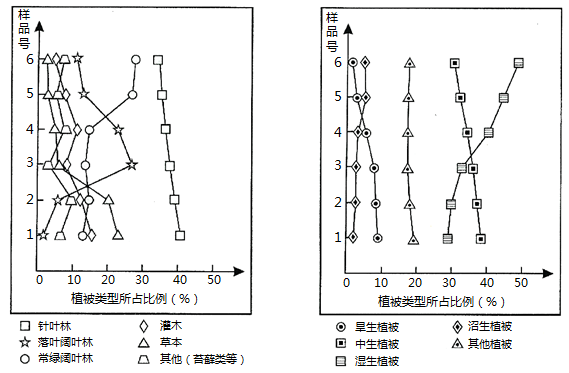 样品号
6
5
4
3
2
1
0 10 20 30 40 50
植被类型所占比例（%）
针叶林 灌木
落叶阔叶林 草本
常绿阔叶林 其他（苔藓类等）
样品号
6
5
4
3
2
1
0 10 20 30 40 50
植被类型所占比例（%）
旱生植被 沼生植被
中生植被 其他植被
湿生植被